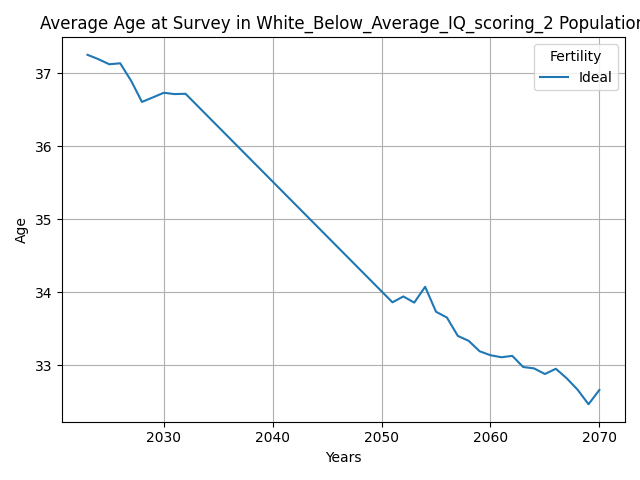 Average Age at Survey in White_Below_Average_IQ_scoring_2 Population
Fertility
Ideal
37
36
35
34
33
Age
2030 2040 2050 2060 2070
Years